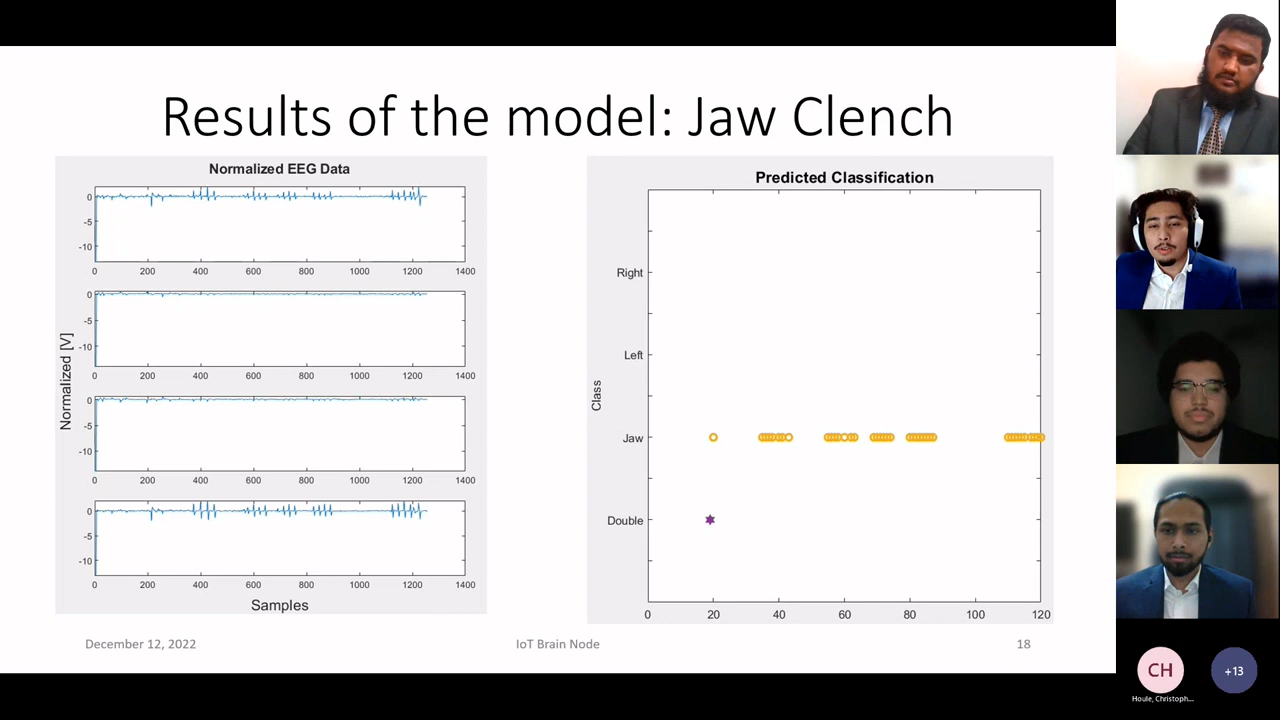 Results of the model: Jaw Clench
Normalized EEG Data
0
-5
-10
0 200 400 600 800 1000 1200 1400
0
-5
-10
0 200 400 600 800 1000 1200 1400
Normalized [V]
0
-5
-10
0 200 400 600 800 1000 1200 1400
0
-5
-10
0 200 400 600 800 1000 1200 1400
Samples
Predicted Classification
Class
Right
Left
Jaw
Double
0 20 40 60 80 100 120
December 12, 2022
IoT Brain Node
18
CH
+13
Houle, Christoph...